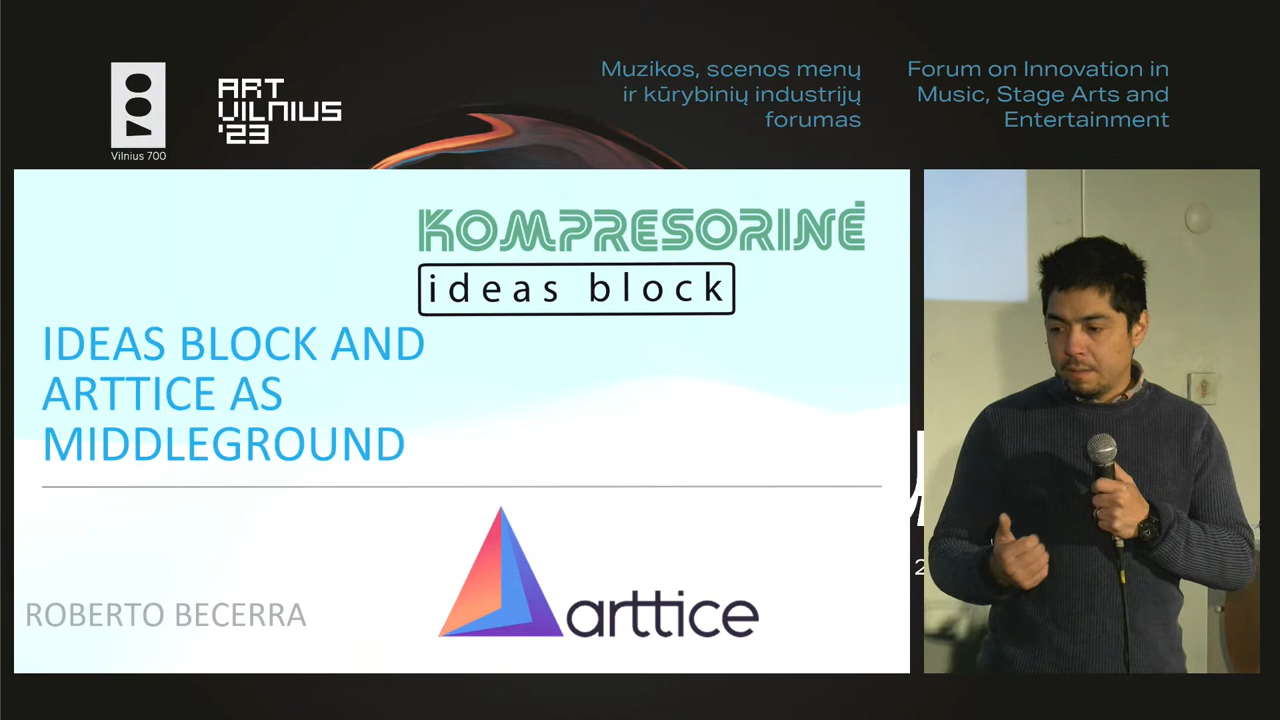 Vilnius 700
ART
VILNIUS
'23
Muzikos, scenos menų
ir kūrybinių industrijų
forumas
Forum on Innovation in
Music, Stage Arts and
Entertainment
KOMPRESORINĖ
ideas block
IDEAS BLOCK AND
ARTTICE AS
MIDDLEGROUND
ROBERTO BECERRA
arttice